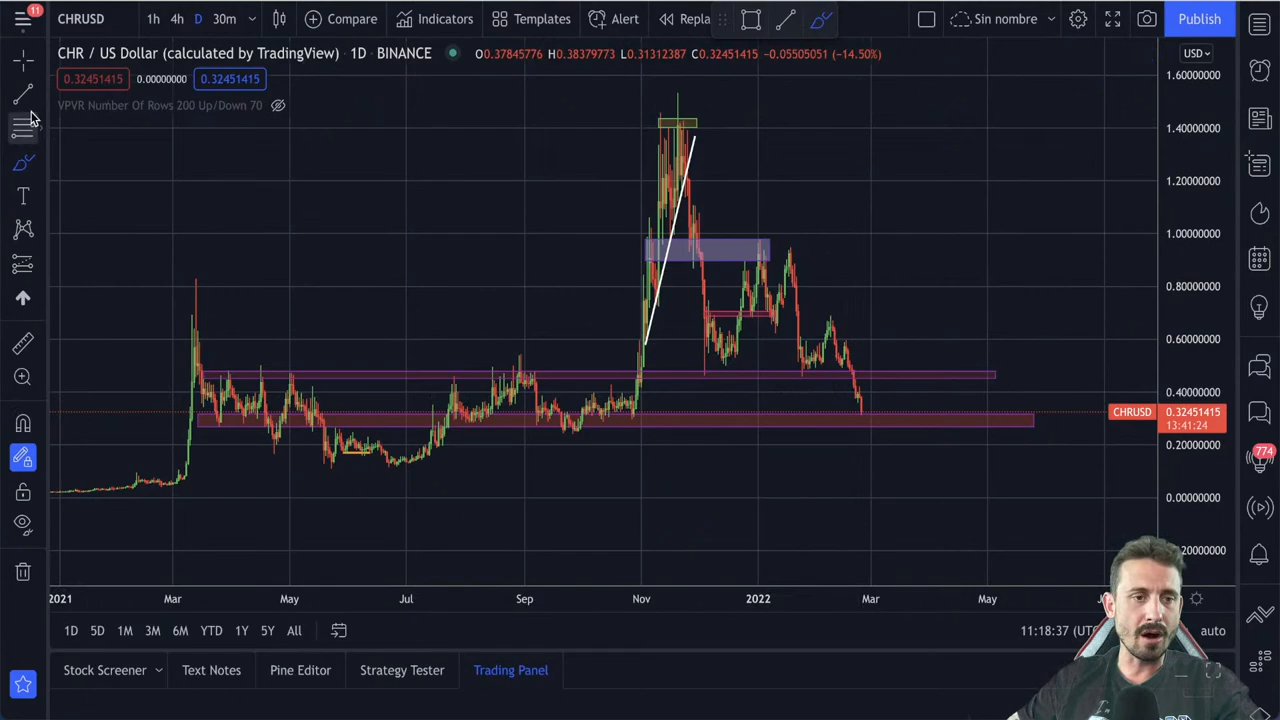 11
CHRUSD 1h 4h D 30m Compare Indicators Templates Alert Repla Sin nombre Publish
CHR / US Dollar (calculated by TradingView) 1D BINANCE O0.37845776 H0.38379773 L0.31312387 C0.32451415 −0.05505051 (−14.50%) USD
0.32451415 0.00000000 0.32451415
VPVR Number Of Rows 200 Up/Down 70
1.60000000
1.40000000
1.20000000
1.00000000
0.80000000
0.60000000
0.40000000
CHRUSD 0.32451415
13:41:24
0.20000000
774
0.00000000
2021 Mar May Jul Sep Nov 2022 Mar May
1D 5D 1M 3M 6M YTD 1Y 5Y All 11:18:37 (UT auto
Stock Screener Text Notes Pine Editor Strategy Tester Trading Panel